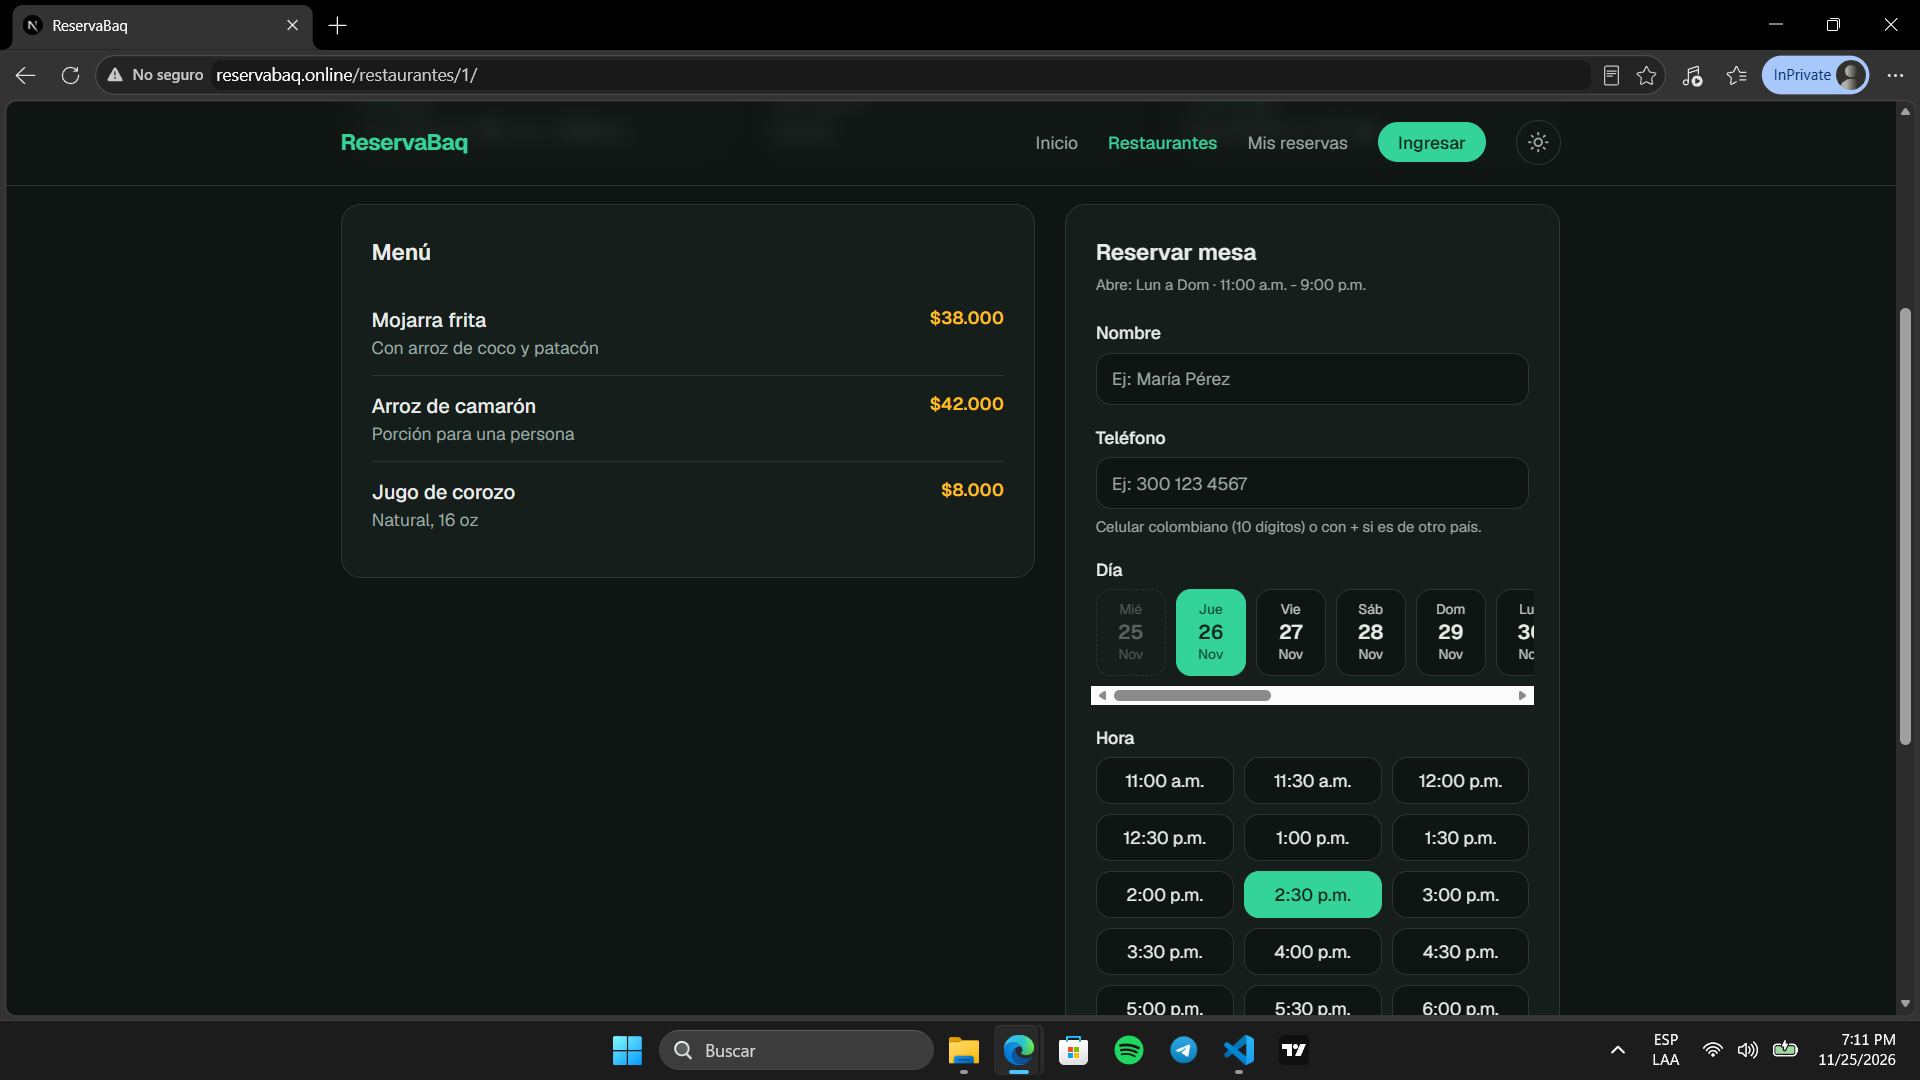 ReservaBaq
No seguro
reservabaq.online/restaurantes/1/
InPrivate
ReservaBaq
Inicio
Restaurantes
Mis reservas
Ingresar
Menú
Mojarra frita
$38.000
Con arroz de coco y patacón
Arroz de camarón
$42.000
Porción para una persona
Jugo de corozo
$8.000
Natural, 16 oz
Reservar mesa
Abre: Lun a Dom · 11:00 a.m. - 9:00 p.m.
Nombre
Ej: María Pérez
Teléfono
Ej: 300 123 4567
Celular colombiano (10 dígitos) o con + si es de otro país.
Día
Mié
25
Nov
Jue
26
Nov
Vie
27
Nov
Sáb
28
Nov
Dom
29
Nov
Lu
30
No
Hora
11:00 a.m.
11:30 a.m.
12:00 p.m.
12:30 p.m.
1:00 p.m.
1:30 p.m.
2:00 p.m.
2:30 p.m.
3:00 p.m.
3:30 p.m.
4:00 p.m.
4:30 p.m.
5:00 p.m.
5:30 p.m.
6:00 p.m.
Buscar
ESP
LAA
7:11 PM
11/25/2026